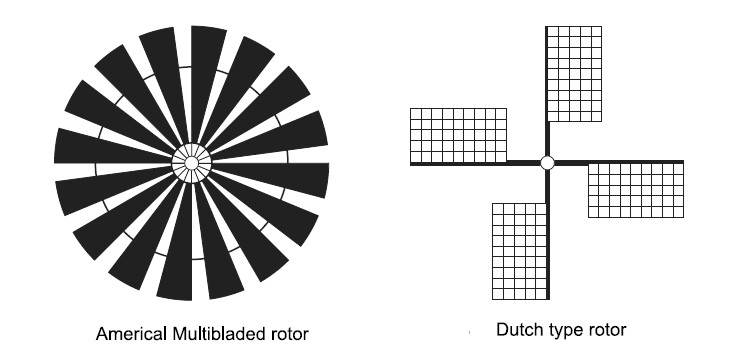 Americal Multibladed rotor
Dutch type rotor